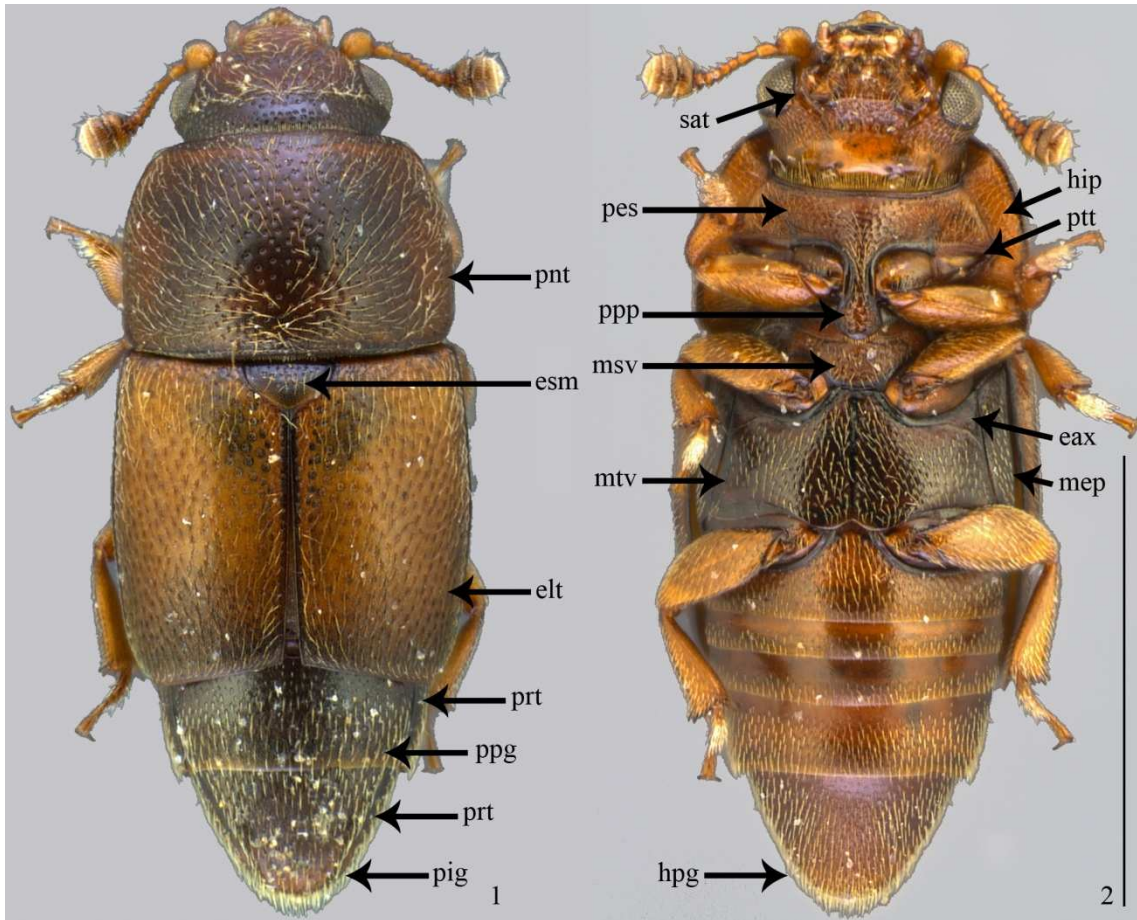 pnt
esm
elt
prt
ppg
prt
pig
1
sat
pes
hip
ptt
ppp
msv
eax
mtv
mep
hpg
2